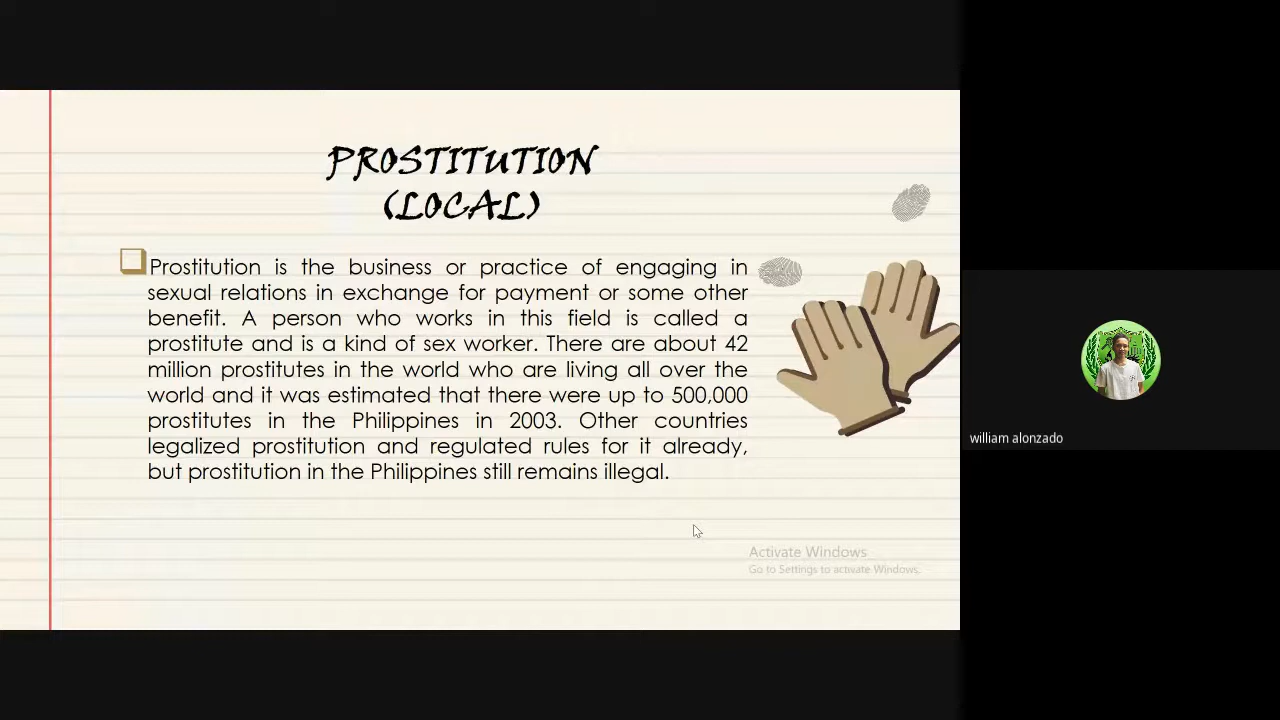 PROSTITUTION
(LOCAL)
Prostitution is the business or practice of engaging in
sexual relations in exchange for payment or some other
benefit. A person who works in this field is called a
prostitute and is a kind of sex worker. There are about 42
million prostitutes in the world who are living all over the
world and it was estimated that there were up to 500,000
prostitutes in the Philippines in 2003. Other countries
legalized prostitution and regulated rules for it already,
but prostitution in the Philippines still remains illegal.
Activate Windows
Go to Settings to activate Windows.
william alonzado